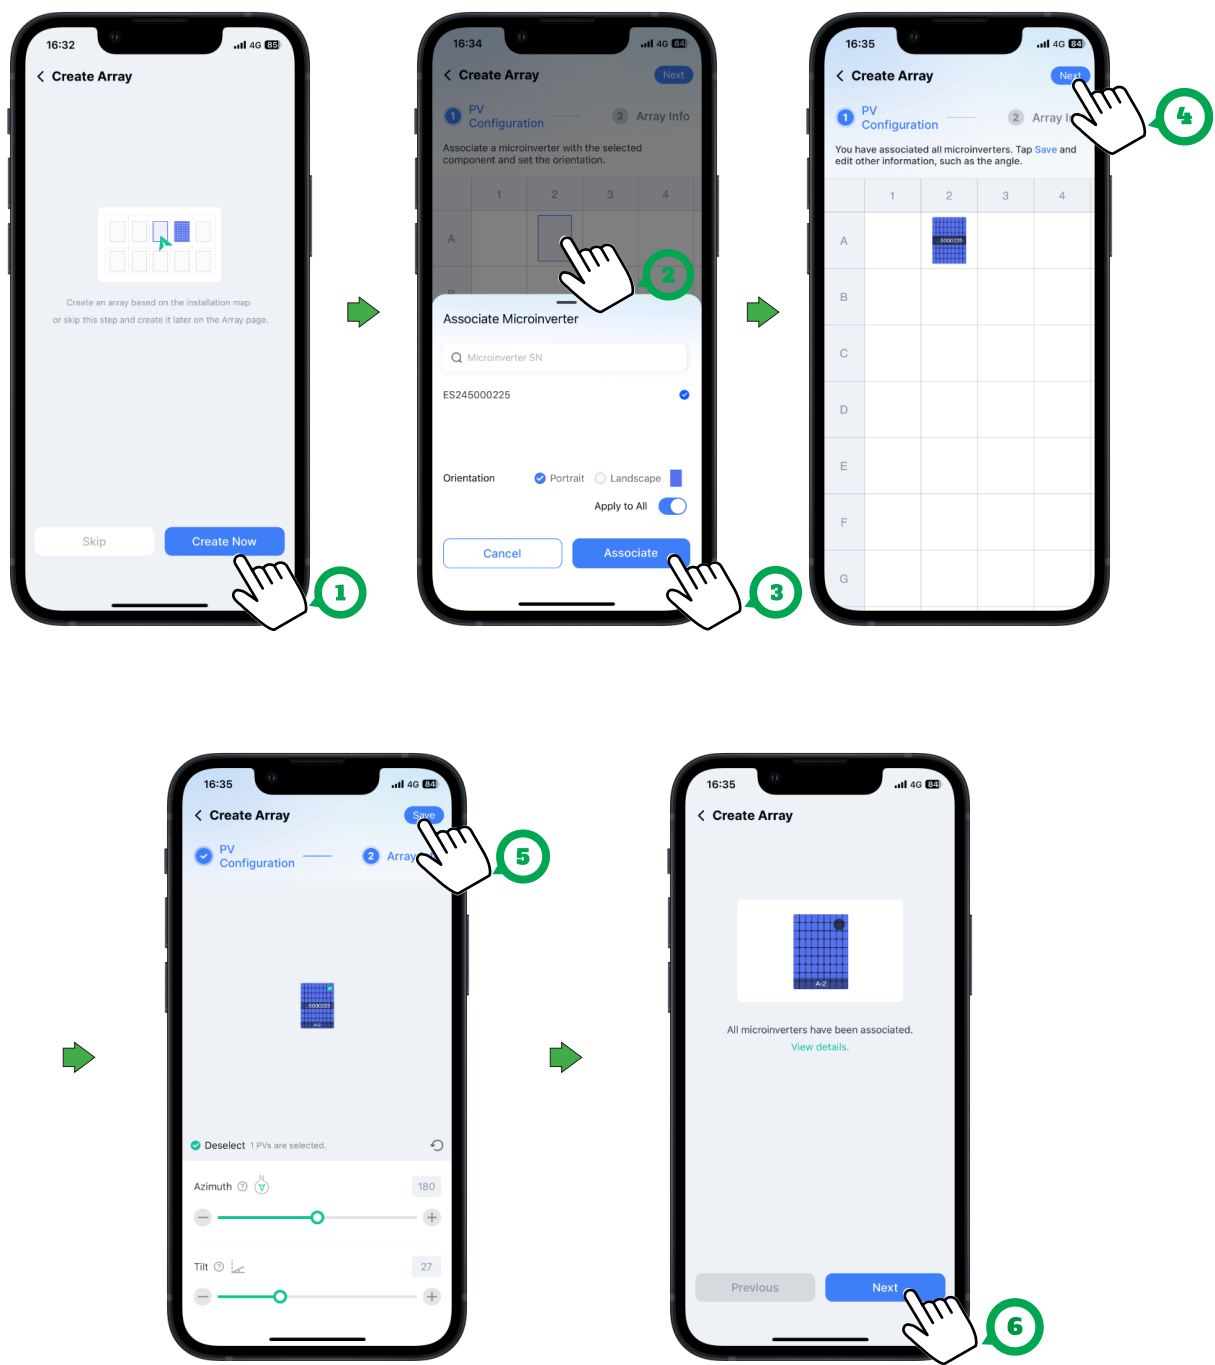 16:32
4G 85
Create Array
Create an array based on the installation map
or skip this step and create it later on the Array page.
Skip
Create Now
1
16:34
4G 84
Create Array
Next
1 PV Configuration
2 Array Info
Associate a microinverter with the selected
component and set the orientation.
1 2 3 4
A
2
Associate Microinverter
Microinverter SN
ES245000225
Orientation Portrait Landscape
Apply to All
Cancel
Associate
3
16:35
4G 84
Create Array
Next
4
1 PV Configuration
2 Array I
You have associated all microinverters. Tap Save and
edit other information, such as the angle.
1 2 3 4
A
...5000225
B
C
D
E
F
G
16:35
4G 84
Create Array
Save
5
PV Configuration
2 Array
...5000225
A-2
Deselect 1 PVs are selected.
Azimuth ? N
180
Tilt ?
27
16:35
4G 84
Create Array
A-2
All microinverters have been associated.
View details.
Previous
Next
6